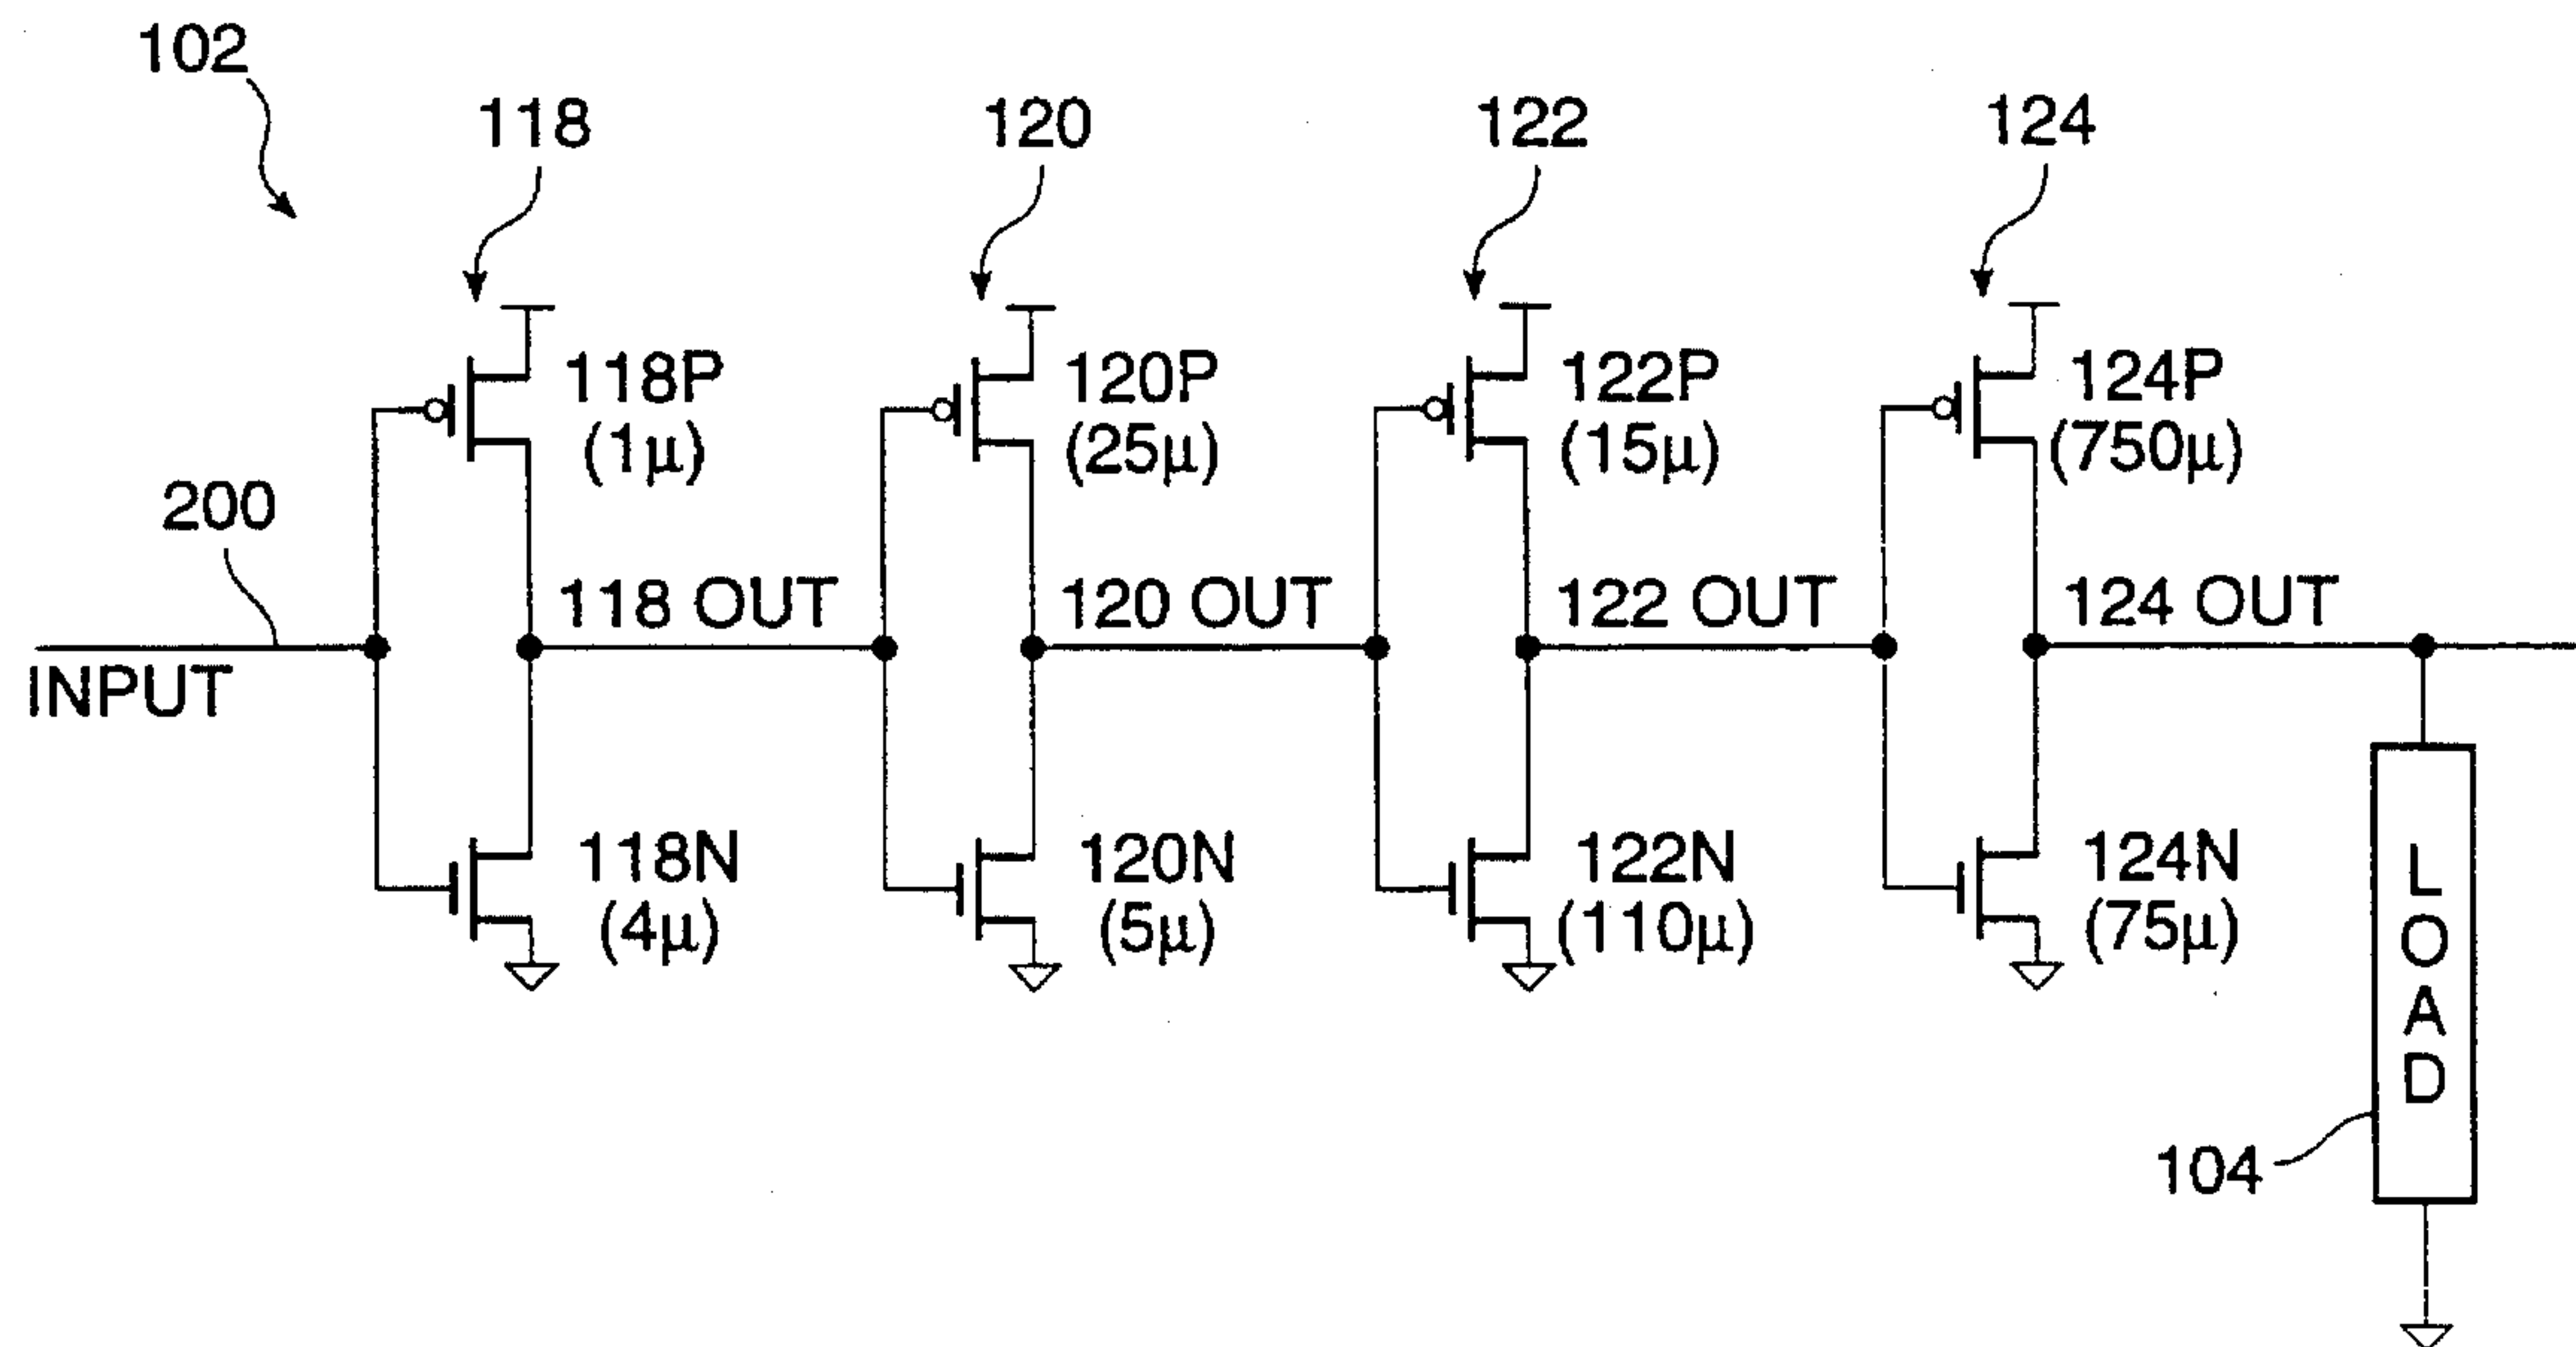 102
118
120
122
124
118P
(1µ)
120P
(25µ)
122P
(15µ)
124P
(750µ)
200
118 OUT
120 OUT
122 OUT
124 OUT
INPUT
118N
(4µ)
120N
(5µ)
122N
(110µ)
124N
(75µ)
LOAD
104